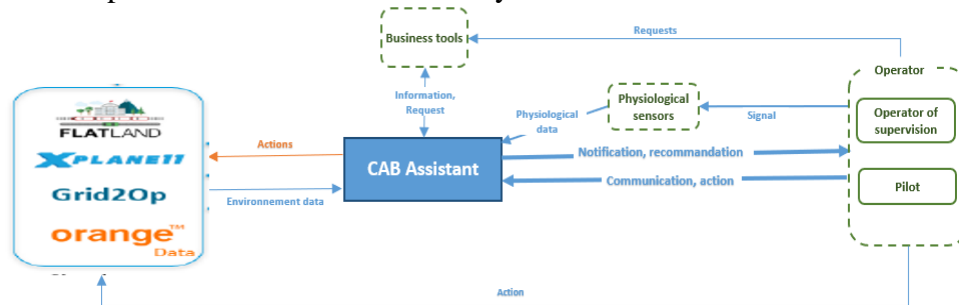 Business tools
Requests
Operator
Information,
Request
Physiological
sensors
Physiological
data
Signal
Operator of
supervision
FLATLAND
XPLANE11
Actions
CAB Assistant
Notification, recommandation
Grid2Op
Environnement data
Communication, action
Pilot
orange™
Data
Action